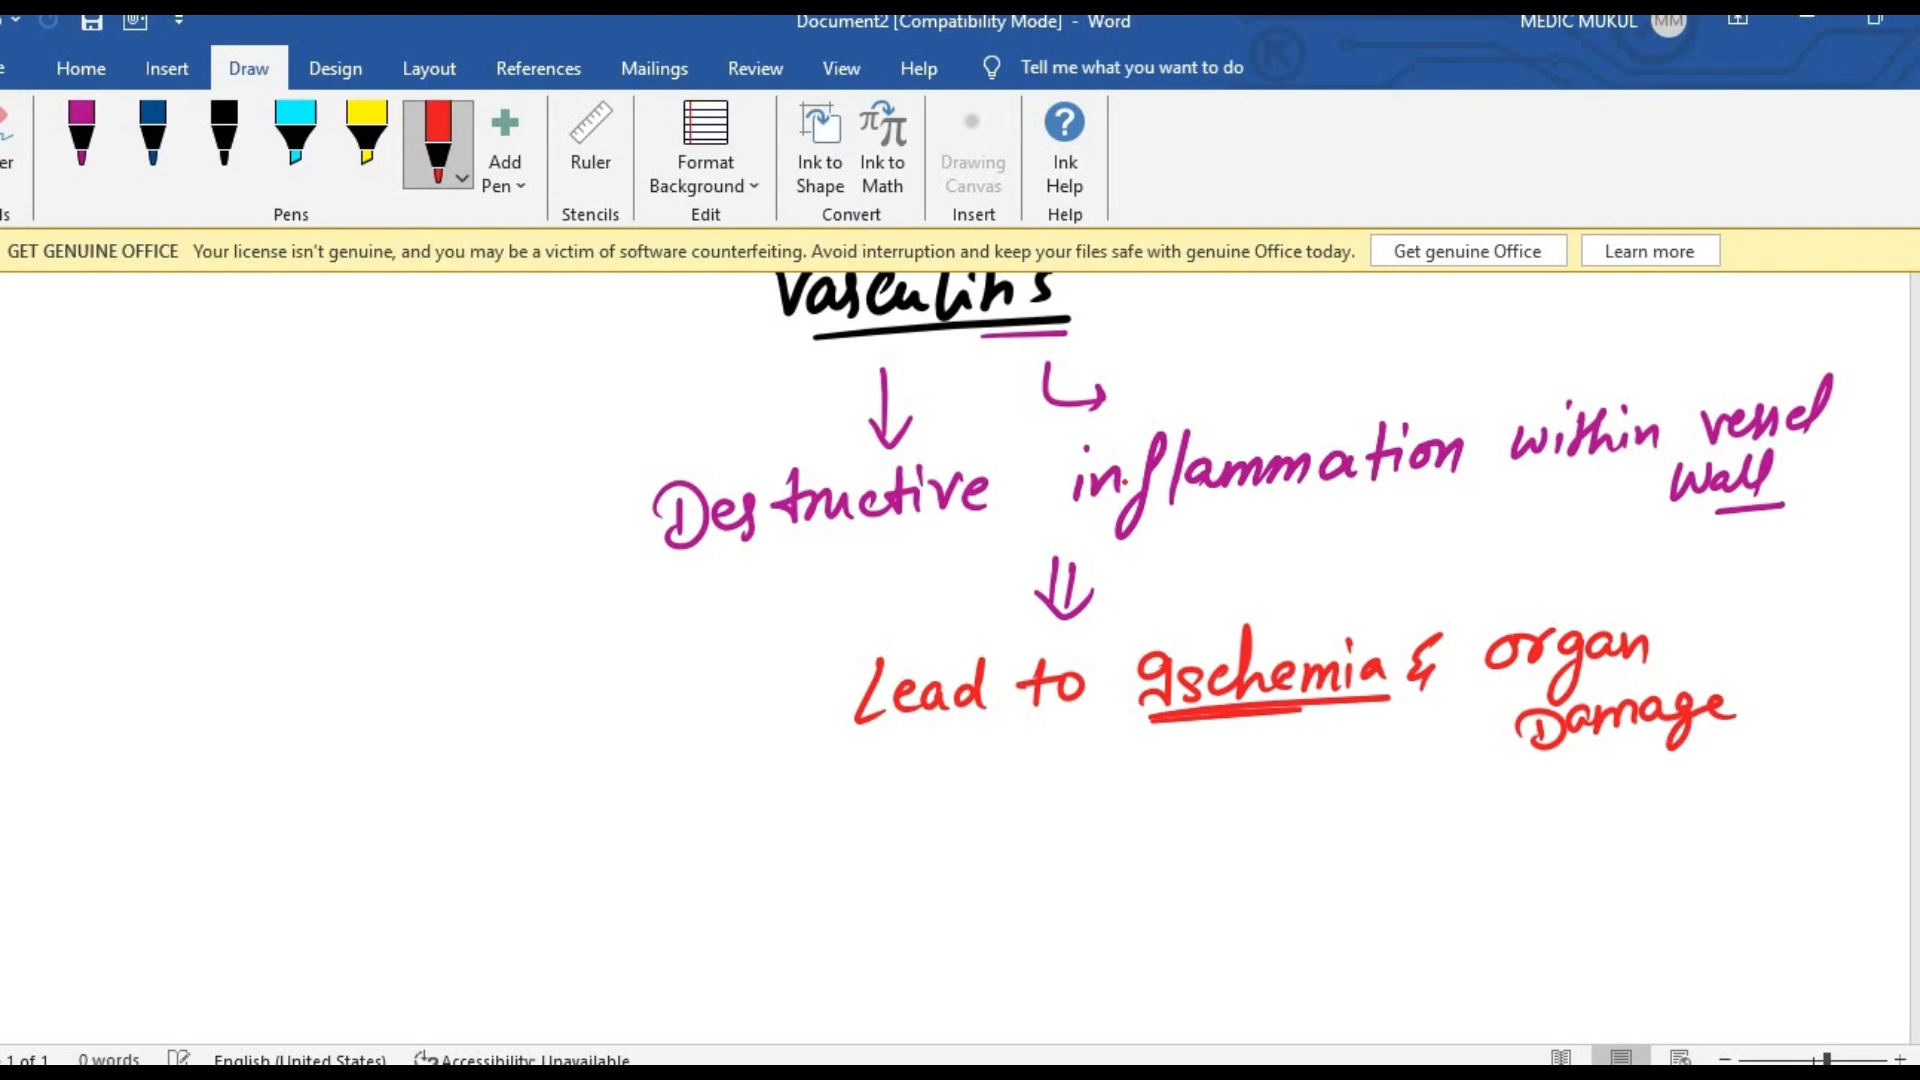 Document2 [Compatibility Mode] - Word
MEDIC MUKUL MM
Home Insert Draw Design Layout References Mailings Review View Help Tell me what you want to do
er
Add Pen
Ruler
Format Background
Ink to Shape
Ink to Math
Drawing Canvas
Ink Help
ls Pens Stencils Edit Convert Insert Help
GET GENUINE OFFICE Your license isn't genuine, and you may be a victim of software counterfeiting. Avoid interruption and keep your files safe with genuine Office today. Get genuine Office Learn more
Vasculitis
Destructive inflammation within vessel
wall
Lead to Ischemia & organ
Damage
1 of 1 0 words English (United States) Accessibility: Unavailable